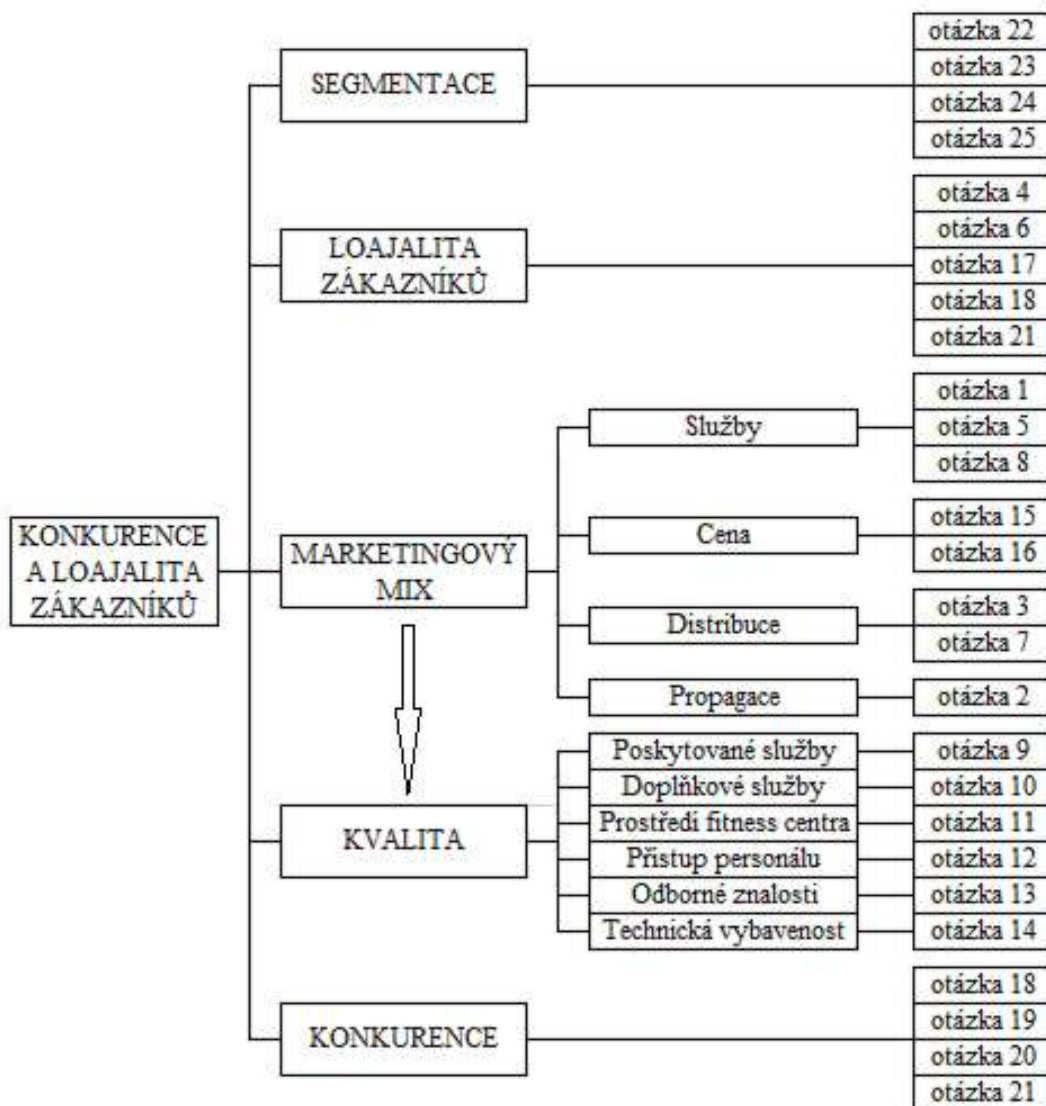 SEGMENTACE
otázka 22
otázka 23
otázka 24
otázka 25
LOAJALITA
ZÁKAZNÍKŮ
otázka 4
otázka 6
otázka 17
otázka 18
otázka 21
KONKURENCE
A LOAJALITA
ZÁKAZNÍKŮ
MARKETINGOVÝ
MIX
Služby
otázka 1
otázka 5
otázka 8
Cena
otázka 15
otázka 16
Distribuce
otázka 3
otázka 7
Propagace
otázka 2
KVALITA
Poskytované služby
otázka 9
Doplňkové služby
otázka 10
Prostředí fitness centra
otázka 11
Přístup personálu
otázka 12
Odborné znalosti
otázka 13
Technická vybavenost
otázka 14
KONKURENCE
otázka 18
otázka 19
otázka 20
otázka 21